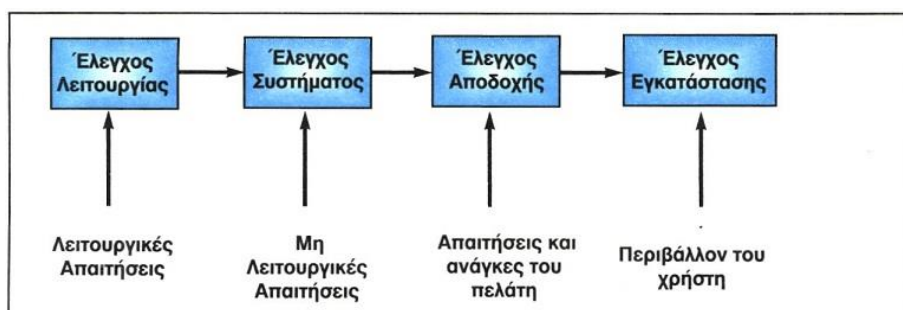 Έλεγχος
Λειτουργίας
Έλεγχος
Συστήματος
Έλεγχος
Αποδοχής
Έλεγχος
Εγκατάστασης
Λειτουργικές
Απαιτήσεις
Μη
Λειτουργικές
Απαιτήσεις
Απαιτήσεις και
ανάγκες του
πελάτη
Περιβάλλον του
χρήστη